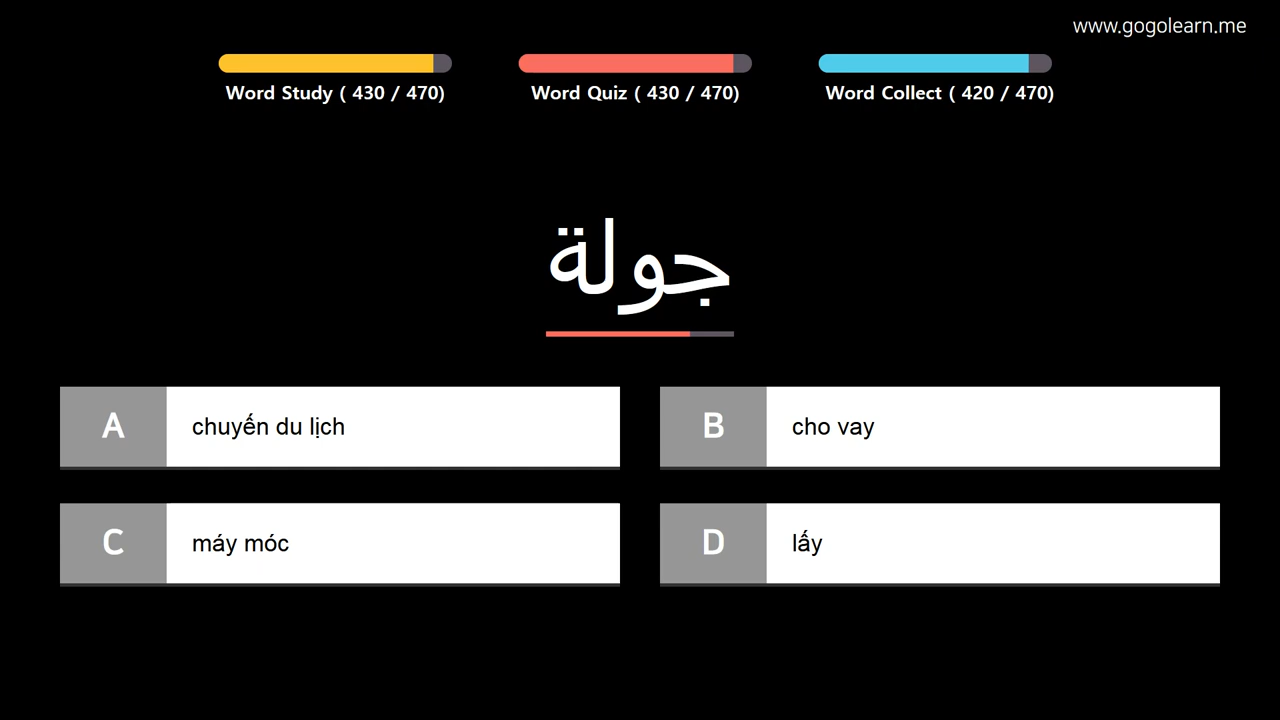 www.gogolearn.me
Word Study ( 430 / 470)
Word Quiz ( 430 / 470)
Word Collect ( 420 / 470)
جولة
A chuyến du lịch
B cho vay
C máy móc
D lấy